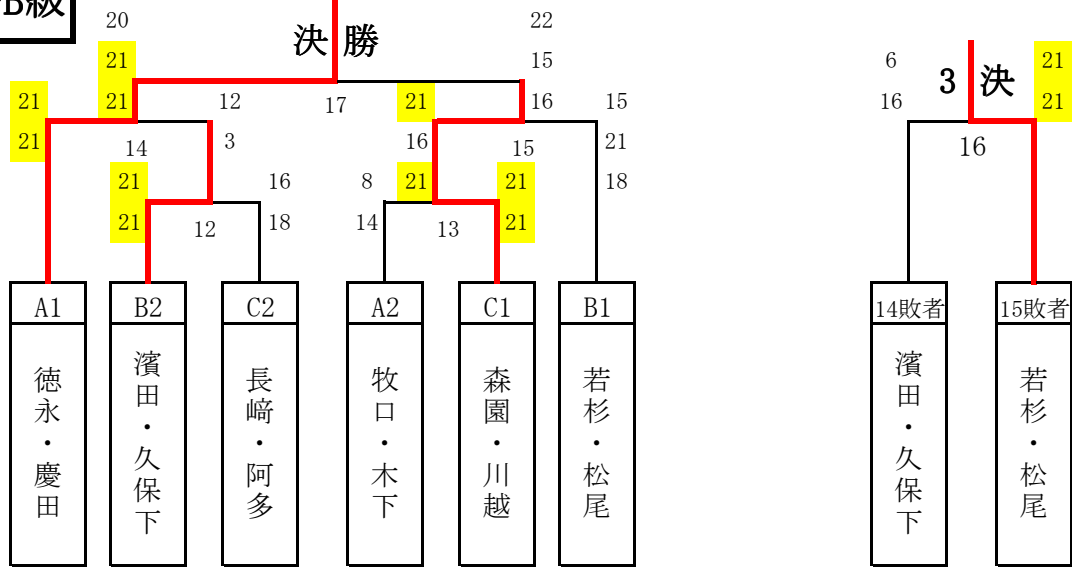 B級
20 22
決勝
21 15 6 21
3決
21 21 12 17 21 16 15 16 21
21 14 3 16 15 21 16
21 16 8 21 21 18
21 12 18 14 13 21
A1 B2 C2 A2 C1 B1 14敗者 15敗者
徳永・慶田
濱田・久保下
長﨑・阿多
牧口・木下
森園・川越
若杉・松尾
濱田・久保下
若杉・松尾